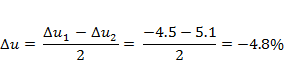 Δu = (Δu₁ − Δu₂)/2 = (−4.5 − 5.1)/2 = −4.8%